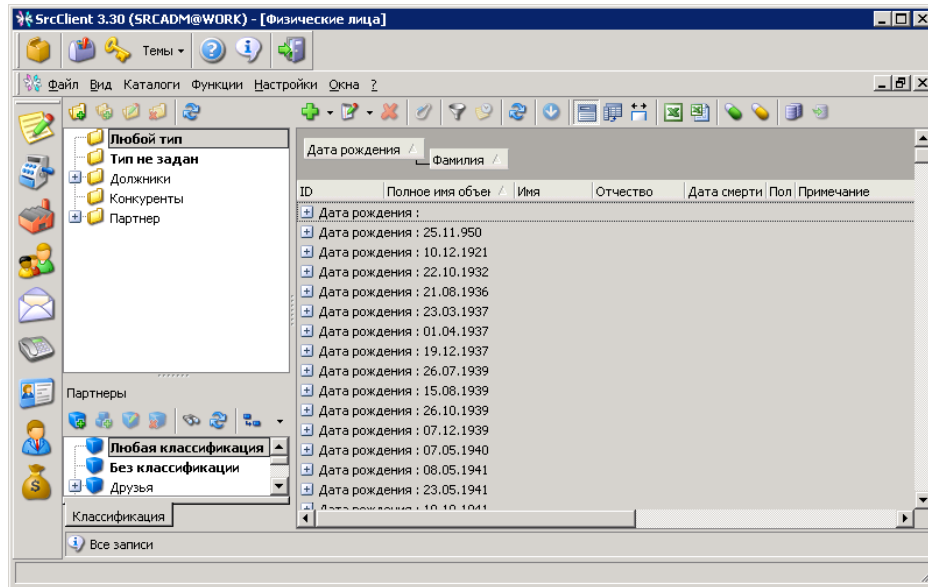 SrcClient 3.30 (SRCADM@WORK) - [Физические лица]
Темы
Файл Вид Каталоги Функции Настройки Окна ?
Любой тип
Тип не задан
Должники
Конкуренты
Партнер
Партнеры
Любая классификация
Без классификации
Друзья
Классификация
Дата рождения
Фамилия
ID Полное имя объек Имя Отчество Дата смерти Пол Примечание
Дата рождения :
Дата рождения : 25.11.950
Дата рождения : 10.12.1921
Дата рождения : 22.10.1932
Дата рождения : 21.08.1936
Дата рождения : 23.03.1937
Дата рождения : 01.04.1937
Дата рождения : 19.12.1937
Дата рождения : 26.07.1939
Дата рождения : 15.08.1939
Дата рождения : 26.10.1939
Дата рождения : 07.12.1939
Дата рождения : 07.05.1940
Дата рождения : 08.05.1941
Дата рождения : 23.05.1941
Дата рождения : 10.10.1941
Все записи